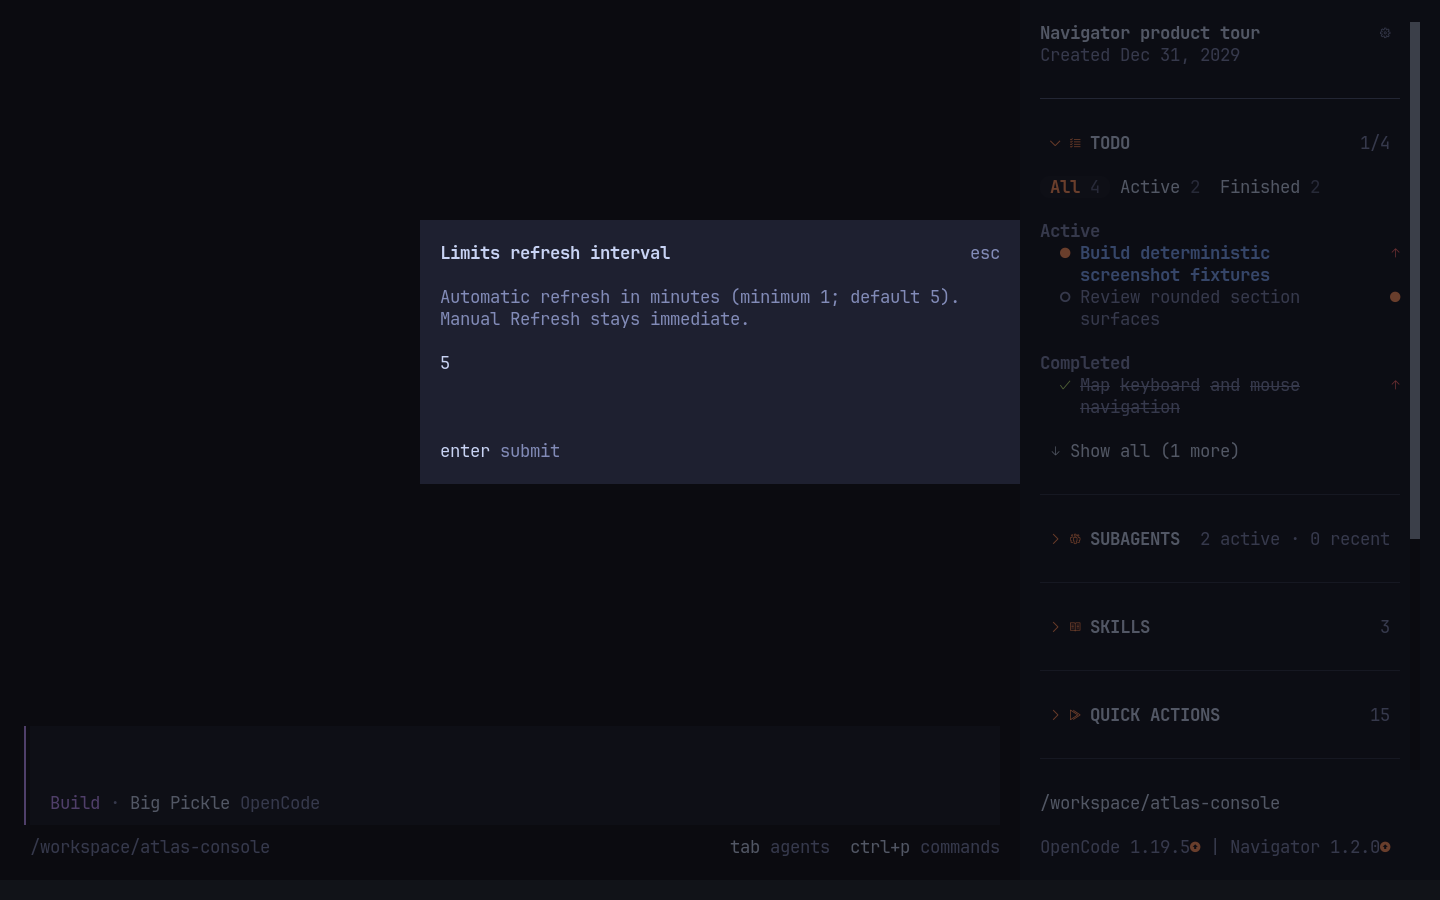 Navigator product tour ⚙
Created Dec 31, 2029
TODO 1/4
All 4 Active 2 Finished 2
Active
Build deterministic ↑
screenshot fixtures
Review rounded section
surfaces
Completed
✓ Map keyboard and mouse ↑
navigation
↓ Show all (1 more)
SUBAGENTS 2 active · 0 recent
SKILLS 3
QUICK ACTIONS 15
/workspace/atlas-console
OpenCode 1.19.5 | Navigator 1.2.0
Limits refresh interval esc
Automatic refresh in minutes (minimum 1; default 5).
Manual Refresh stays immediate.
5
enter submit
Build · Big Pickle OpenCode
/workspace/atlas-console tab agents ctrl+p commands